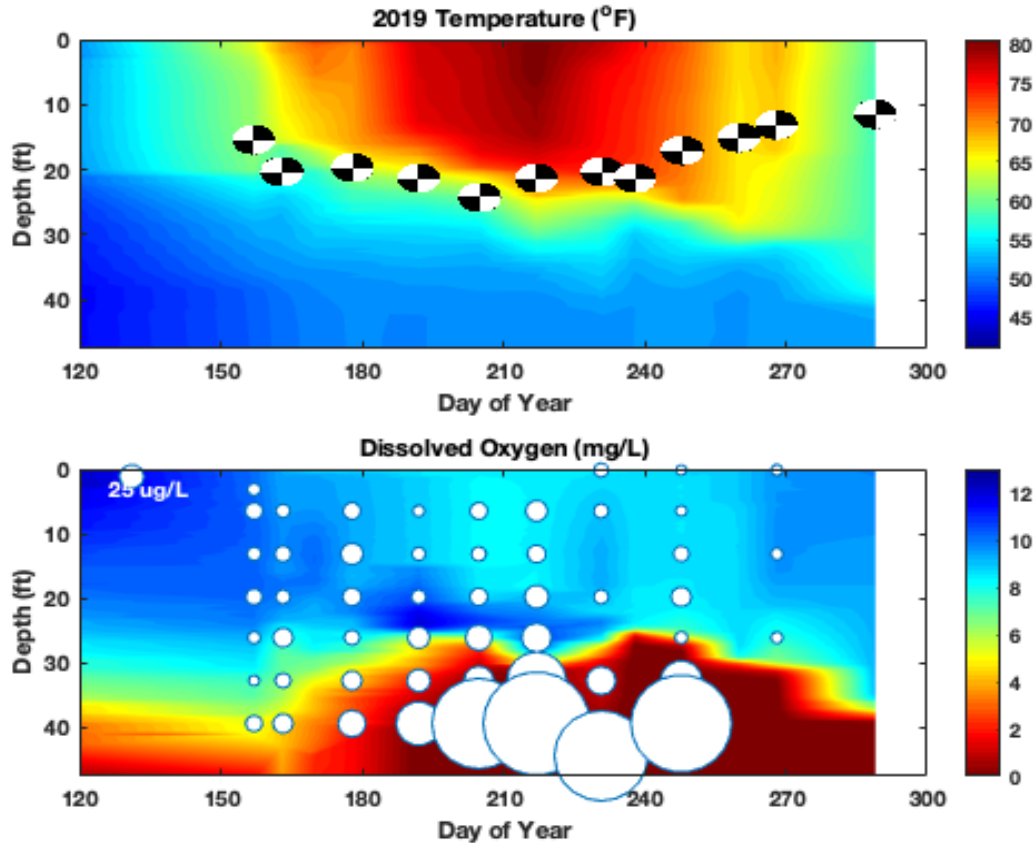 2019 Temperature (°F)
0
10
20
30
40
Depth (ft)
120 150 180 210 240 270 300
Day of Year
80
75
70
65
60
55
50
45
Dissolved Oxygen (mg/L)
25 ug/L
0
10
20
30
40
Depth (ft)
120 150 180 210 240 270 300
Day of Year
12
10
8
6
4
2
0